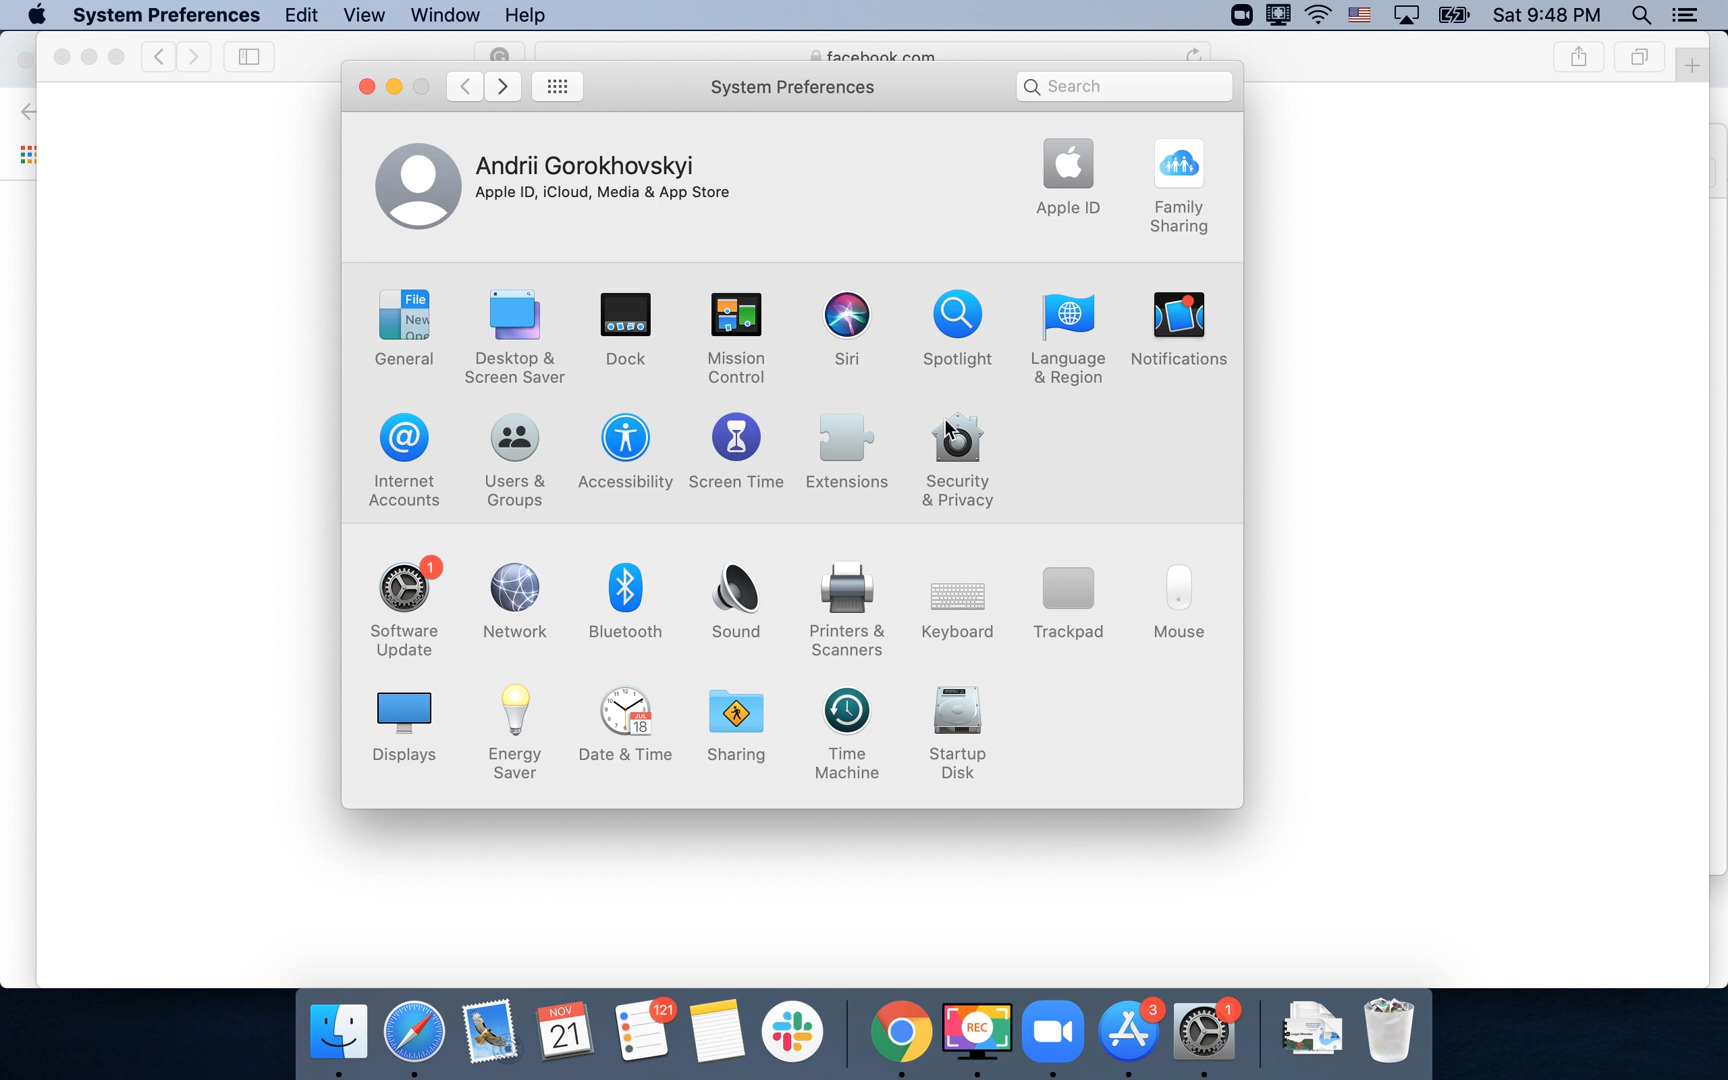 System Preferences Edit View Window Help Sat 9:48 PM
facebook.com
System Preferences Search
Andrii Gorokhovskyi
Apple ID, iCloud, Media & App Store
Apple ID
Family
Sharing
File
New
General
Desktop &
Screen Saver
Dock
Mission
Control
Siri
Spotlight
Language
& Region
Notifications
@
Internet
Accounts
Users &
Groups
Accessibility
Screen Time
Extensions
Security
& Privacy
1
Software
Update
Network
Bluetooth
Sound
Printers &
Scanners
Keyboard
Trackpad
Mouse
Displays
Energy
Saver
JUL
18
Date & Time
Sharing
Time
Machine
Startup
Disk
NOV
21
121
REC
3
1